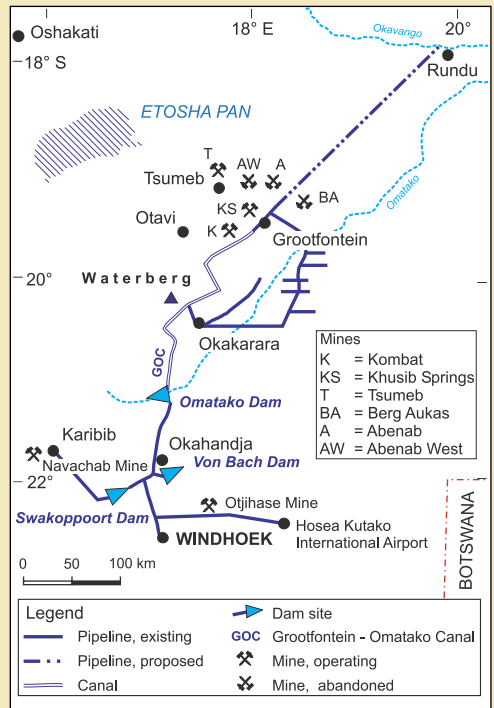 18° E
20°
Oshakati
Okavango
18° S
Rundu
ETOSHA PAN
T
AW
A
Tsumeb
BA
KS
Otavi
K
Omatako
Grootfontein
20°
Waterberg
Okakarara
GOC
Mines
K = Kombat
KS = Khusib Springs
T = Tsumeb
BA = Berg Aukas
A = Abenab
AW = Abenab West
Omatako Dam
Karibib
Okahandja
Navachab Mine
Von Bach Dam
22°
Otjihase Mine
Swakoppoort Dam
WINDHOEK
Hosea Kutako
International Airport
BOTSWANA
0 50 100 km
Legend
Pipeline, existing
Pipeline, proposed
Canal
Dam site
GOC Grootfontein - Omatako Canal
Mine, operating
Mine, abandoned